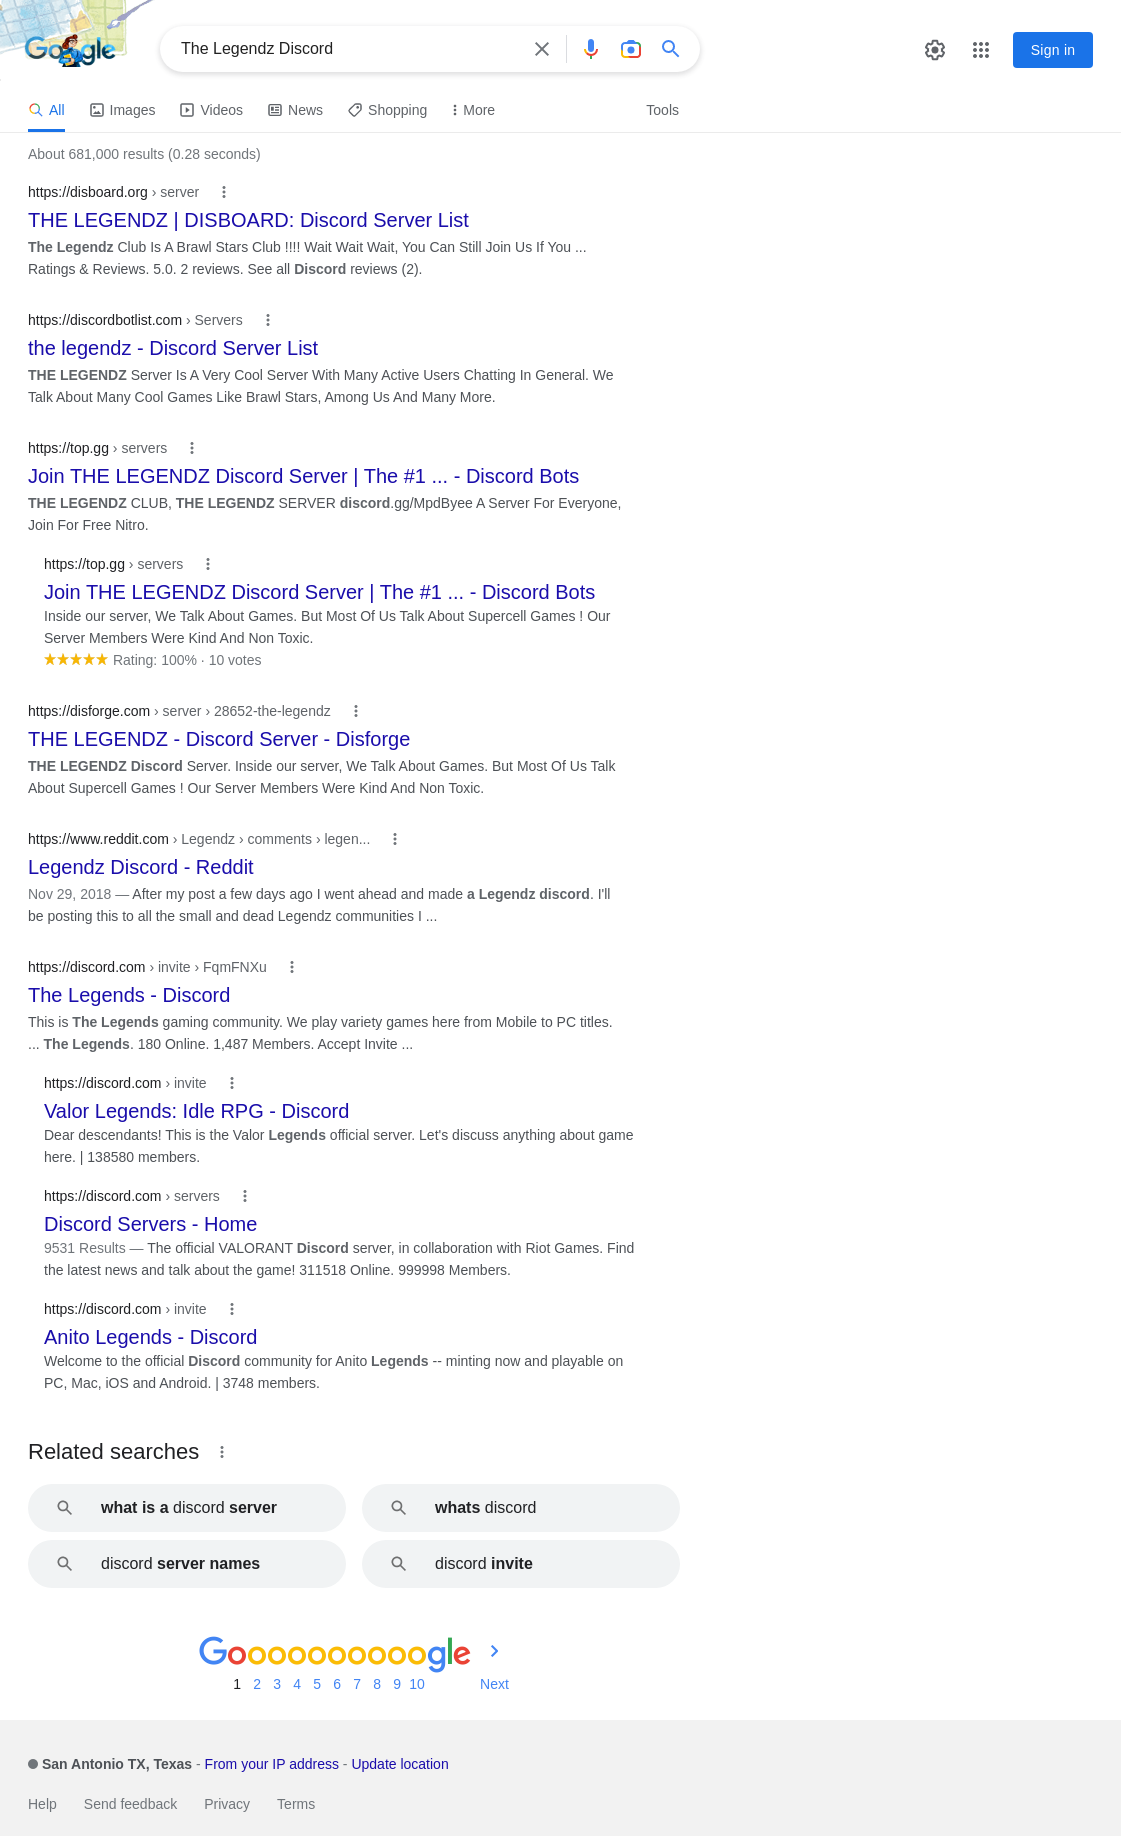 Google
The Legendz Discord
Sign in
All Images Videos News Shopping More Tools
About 681,000 results (0.28 seconds)
https://disboard.org › server
THE LEGENDZ | DISBOARD: Discord Server List
The Legendz Club Is A Brawl Stars Club !!!! Wait Wait Wait, You Can Still Join Us If You ...
Ratings & Reviews. 5.0. 2 reviews. See all Discord reviews (2).
https://discordbotlist.com › Servers
the legendz - Discord Server List
THE LEGENDZ Server Is A Very Cool Server With Many Active Users Chatting In General. We
Talk About Many Cool Games Like Brawl Stars, Among Us And Many More.
https://top.gg › servers
Join THE LEGENDZ Discord Server | The #1 ... - Discord Bots
THE LEGENDZ CLUB, THE LEGENDZ SERVER discord.gg/MpdByee A Server For Everyone,
Join For Free Nitro.
https://top.gg › servers
Join THE LEGENDZ Discord Server | The #1 ... - Discord Bots
Inside our server, We Talk About Games. But Most Of Us Talk About Supercell Games ! Our
Server Members Were Kind And Non Toxic.
Rating: 100% · 10 votes
https://disforge.com › server › 28652-the-legendz
THE LEGENDZ - Discord Server - Disforge
THE LEGENDZ Discord Server. Inside our server, We Talk About Games. But Most Of Us Talk
About Supercell Games ! Our Server Members Were Kind And Non Toxic.
https://www.reddit.com › Legendz › comments › legen...
Legendz Discord - Reddit
Nov 29, 2018 — After my post a few days ago I went ahead and made a Legendz discord. I'll
be posting this to all the small and dead Legendz communities I ...
https://discord.com › invite › FqmFNXu
The Legends - Discord
This is The Legends gaming community. We play variety games here from Mobile to PC titles.
... The Legends. 180 Online. 1,487 Members. Accept Invite ...
https://discord.com › invite
Valor Legends: Idle RPG - Discord
Dear descendants! This is the Valor Legends official server. Let's discuss anything about game
here. | 138580 members.
https://discord.com › servers
Discord Servers - Home
9531 Results — The official VALORANT Discord server, in collaboration with Riot Games. Find
the latest news and talk about the game! 311518 Online. 999998 Members.
https://discord.com › invite
Anito Legends - Discord
Welcome to the official Discord community for Anito Legends -- minting now and playable on
PC, Mac, iOS and Android. | 3748 members.
Related searches
what is a discord server
whats discord
discord server names
discord invite
Goooooooooogle
1 2 3 4 5 6 7 8 9 10 Next
San Antonio TX, Texas - From your IP address - Update location
Help Send feedback Privacy Terms